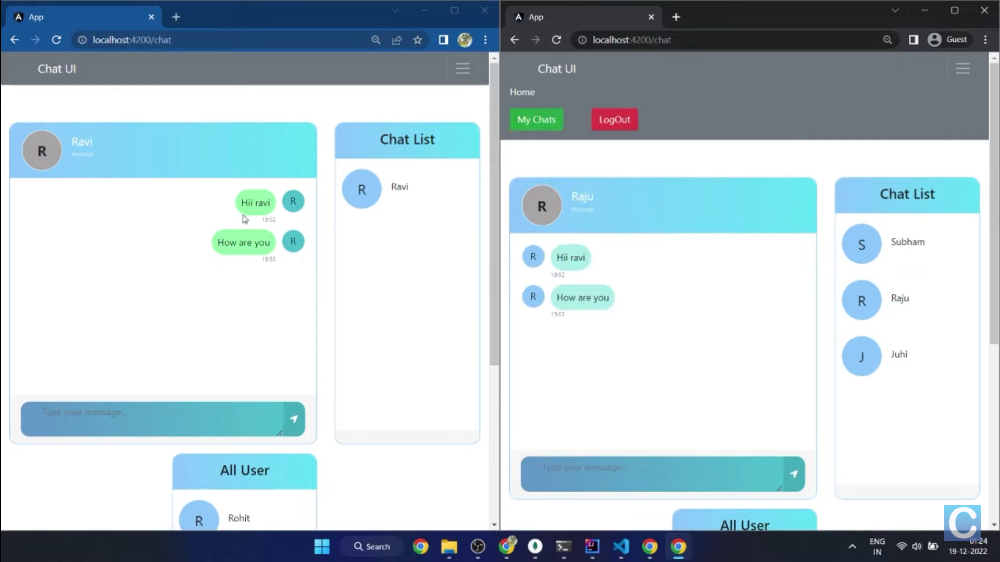 App
localhost:4200/chat
Chat UI
R
Ravi
Message
Hii ravi
R
19:52
How are you
R
19:53
Type your message...
Chat List
R
Ravi
All User
R
Rohit
App
localhost:4200/chat
Guest
Chat UI
Home
My Chats
LogOut
R
Raju
Message
R
Hii ravi
19:52
R
How are you
19:53
Type your message...
Chat List
S
Subham
R
Raju
J
Juhi
All User
C
Search
ENG
IN
01:24
19-12-2022